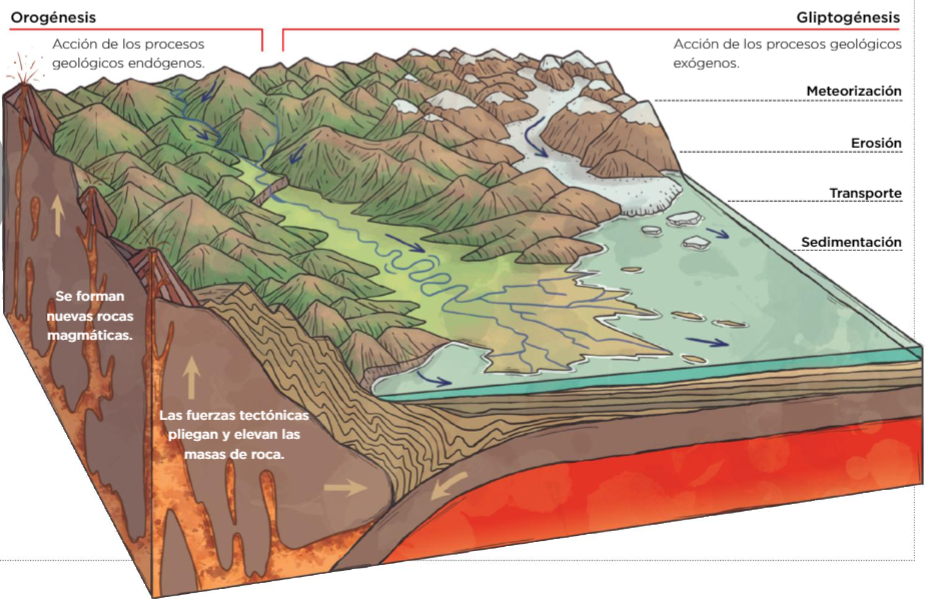 Orogénesis
Acción de los procesos
geológicos endógenos.
Gliptogénesis
Acción de los procesos geológicos
exógenos.
Meteorización
Erosión
Transporte
Sedimentación
Se forman
nuevas rocas
magmáticas.
Las fuerzas tectónicas
pliegan y elevan las
masas de roca.